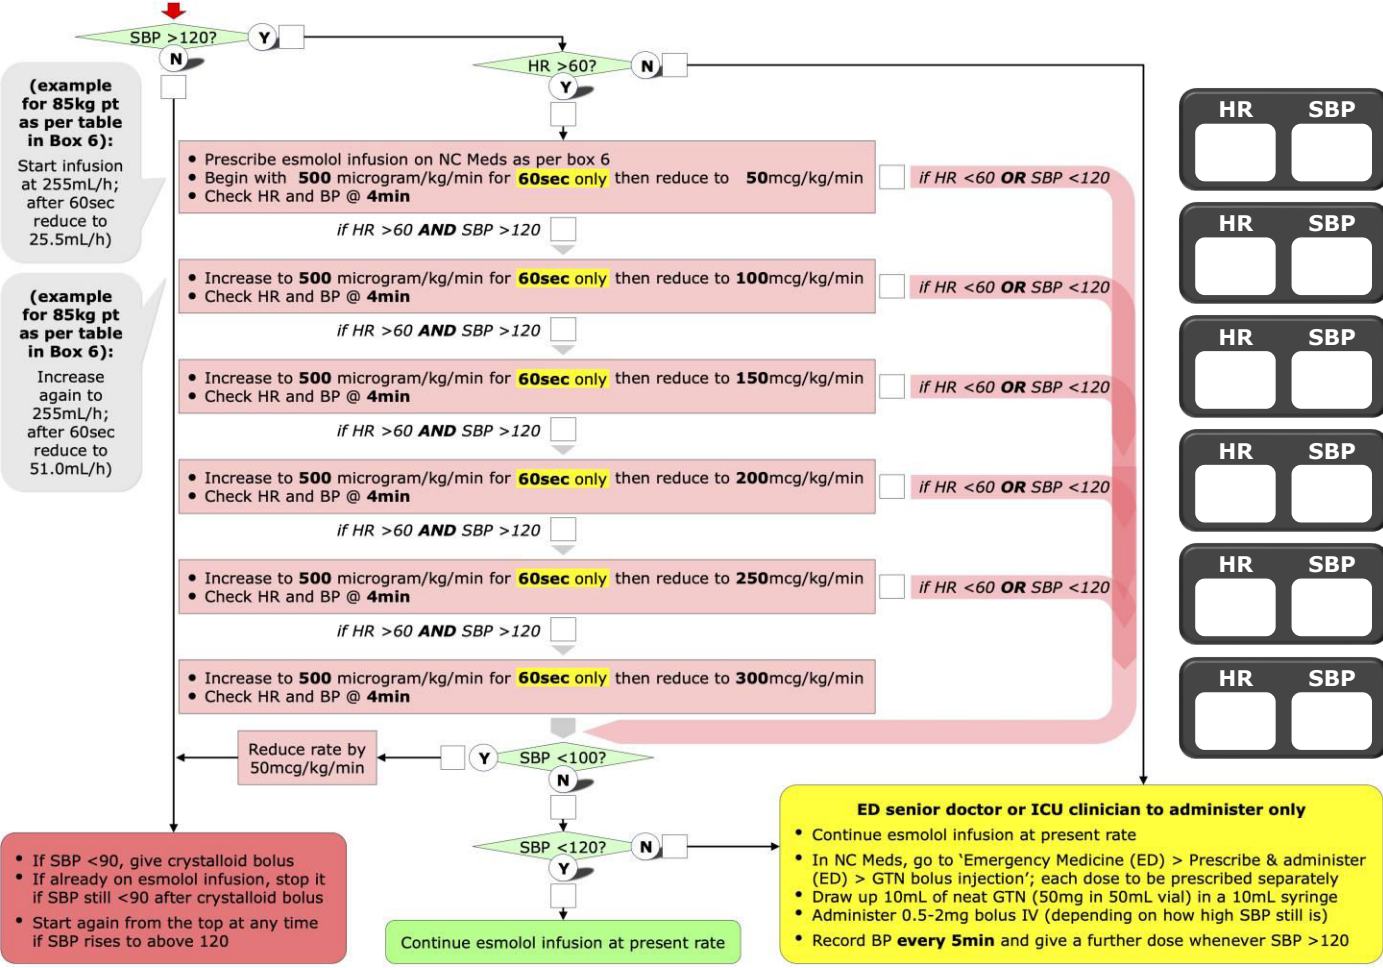 SBP >120?
Y
N
HR >60?
N
Y
(example
for 85kg pt
as per table
in Box 6):
Start infusion
at 255mL/h;
after 60sec
reduce to
25.5mL/h)
• Prescribe esmolol infusion on NC Meds as per box 6
• Begin with 500 microgram/kg/min for 60sec only then reduce to 50mcg/kg/min
• Check HR and BP @ 4min
if HR <60 OR SBP <120
if HR >60 AND SBP >120
(example
for 85kg pt
as per table
in Box 6):
Increase
again to
255mL/h;
after 60sec
reduce to
51.0mL/h)
• Increase to 500 microgram/kg/min for 60sec only then reduce to 100mcg/kg/min
• Check HR and BP @ 4min
if HR <60 OR SBP <120
if HR >60 AND SBP >120
• Increase to 500 microgram/kg/min for 60sec only then reduce to 150mcg/kg/min
• Check HR and BP @ 4min
if HR <60 OR SBP <120
if HR >60 AND SBP >120
• Increase to 500 microgram/kg/min for 60sec only then reduce to 200mcg/kg/min
• Check HR and BP @ 4min
if HR <60 OR SBP <120
if HR >60 AND SBP >120
• Increase to 500 microgram/kg/min for 60sec only then reduce to 250mcg/kg/min
• Check HR and BP @ 4min
if HR <60 OR SBP <120
if HR >60 AND SBP >120
• Increase to 500 microgram/kg/min for 60sec only then reduce to 300mcg/kg/min
• Check HR and BP @ 4min
HR SBP
HR SBP
HR SBP
HR SBP
HR SBP
HR SBP
Reduce rate by
50mcg/kg/min
Y
SBP <100?
N
SBP <120?
N
Y
• If SBP <90, give crystalloid bolus
• If already on esmolol infusion, stop it
if SBP still <90 after crystalloid bolus
• Start again from the top at any time
if SBP rises to above 120
Continue esmolol infusion at present rate
ED senior doctor or ICU clinician to administer only
• Continue esmolol infusion at present rate
• In NC Meds, go to ‘Emergency Medicine (ED) > Prescribe & administer
(ED) > GTN bolus injection’; each dose to be prescribed separately
• Draw up 10mL of neat GTN (50mg in 50mL vial) in a 10mL syringe
• Administer 0.5-2mg bolus IV (depending on how high SBP still is)
• Record BP every 5min and give a further dose whenever SBP >120